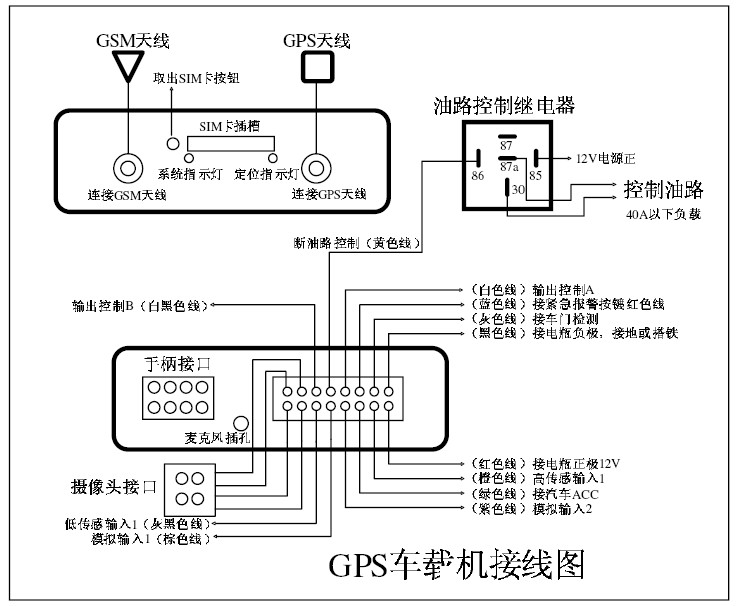 GSM天线
GPS天线
取出SIM卡按钮
SIM卡插槽
系统指示灯
定位指示灯
连接GSM天线
连接GPS天线
油路控制继电器
87
87a
86
85
30
12V电源正
控制油路
40A以下负载
断油路控制（黄色线）
输出控制B（白黑色线）
（白色线）输出控制A
（蓝色线）接紧急报警按键红色线
（灰色线）接车门检测
（黑色线）接电瓶负极，接地或搭铁
手柄接口
麦克风插孔
摄像头接口
（红色线）接电瓶正极12V
（橙色线）高传感输入1
（绿色线）接汽车ACC
（紫色线）模拟输入2
低传感输入1（灰黑色线）
模拟输入1（棕色线）
GPS车载机接线图